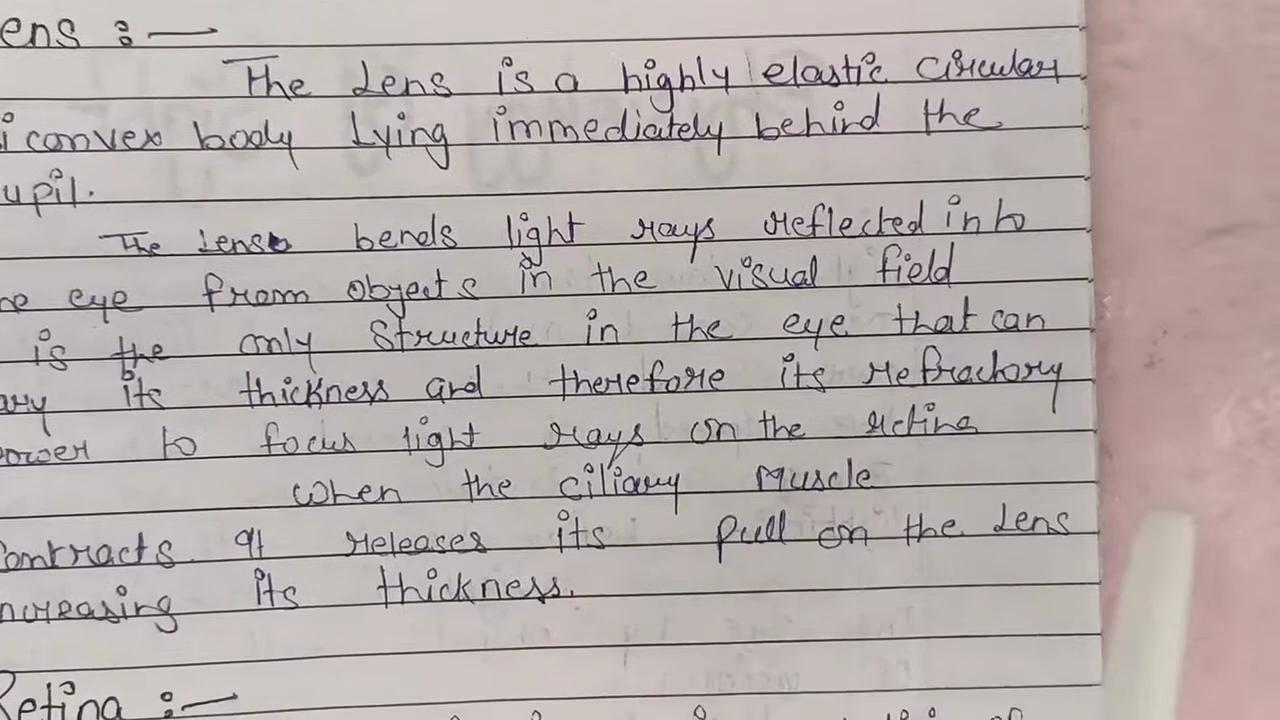 ens :—
The Lens is a highly elastic circular
i convex body Lying immediately behind the
upil.
The Lens bends light rays reflected into
eye from objects in the visual field
is the only structure in the eye that can
ary its thickness and therefore its refractory
ower to focus light rays on the retina
when the ciliary Muscle
Contracts It releases its pull on the Lens
ncreasing its thickness.
Retina :—